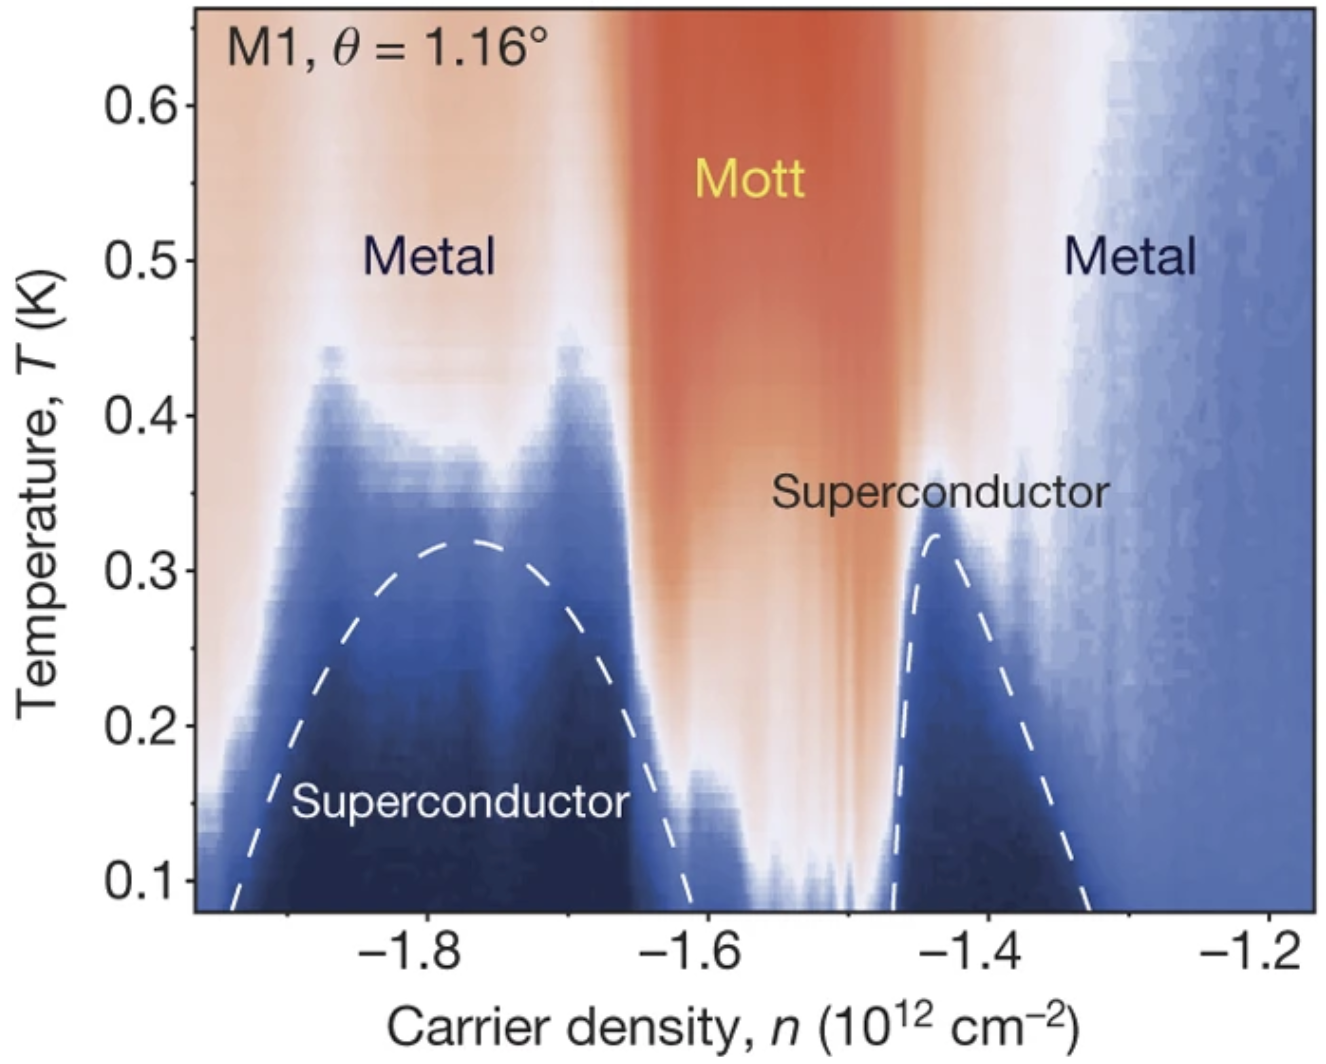 M1, θ = 1.16°
0.6
Mott
Metal
Metal
0.5
0.4
Superconductor
0.3
0.2
Superconductor
0.1
Temperature, T (K)
−1.8
−1.6
−1.4
−1.2
Carrier density, n (10¹² cm⁻²)